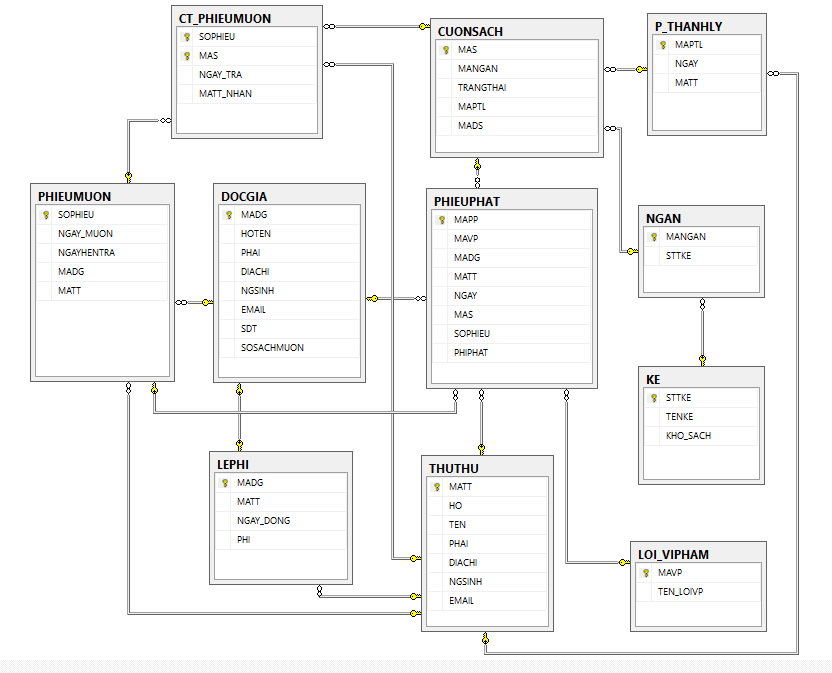 CT_PHIEUMUON
SOPHIEU
MAS
NGAY_TRA
MATT_NHAN
CUONSACH
MAS
MANGAN
TRANGTHAI
MAPTL
MADS
P_THANHLY
MAPTL
NGAY
MATT
PHIEUMUON
SOPHIEU
NGAY_MUON
NGAYHENTRA
MADG
MATT
DOCGIA
MADG
HOTEN
PHAI
DIACHI
NGSINH
EMAIL
SDT
SOSACHMUON
PHIEUPHAT
MAPP
MAVP
MADG
MATT
NGAY
MAS
SOPHIEU
PHIPHAT
NGAN
MANGAN
STTKE
KE
STTKE
TENKE
KHO_SACH
LEPHI
MADG
MATT
NGAY_DONG
PHI
THUTHU
MATT
HO
TEN
PHAI
DIACHI
NGSINH
EMAIL
LOI_VIPHAM
MAVP
TEN_LOIVP